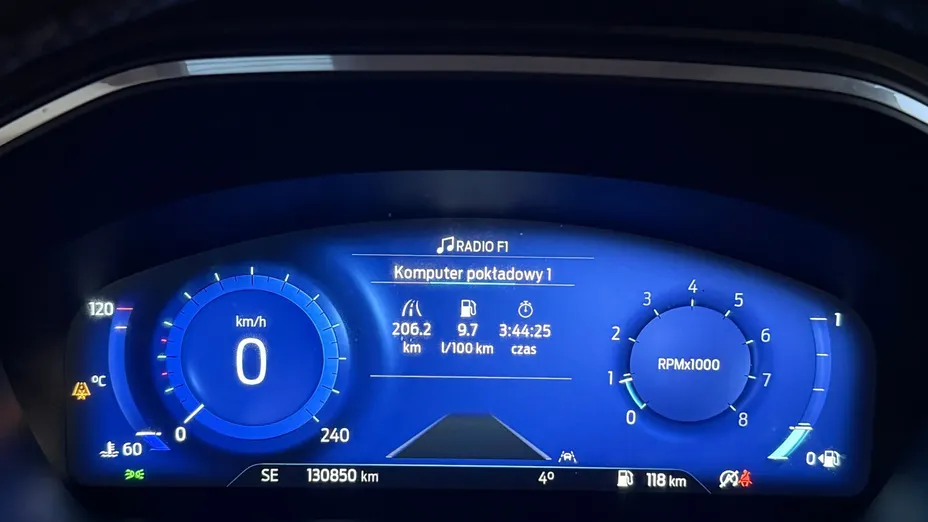 RADIO F1
Komputer pokładowy 1
206.2 9.7 3:44:25
km l/100 km czas
120
°C
60
km/h
0
0 240
0 1 2 3 4 5 6 7 8
RPMx1000
1
0
SE 130850 km 4° 118 km